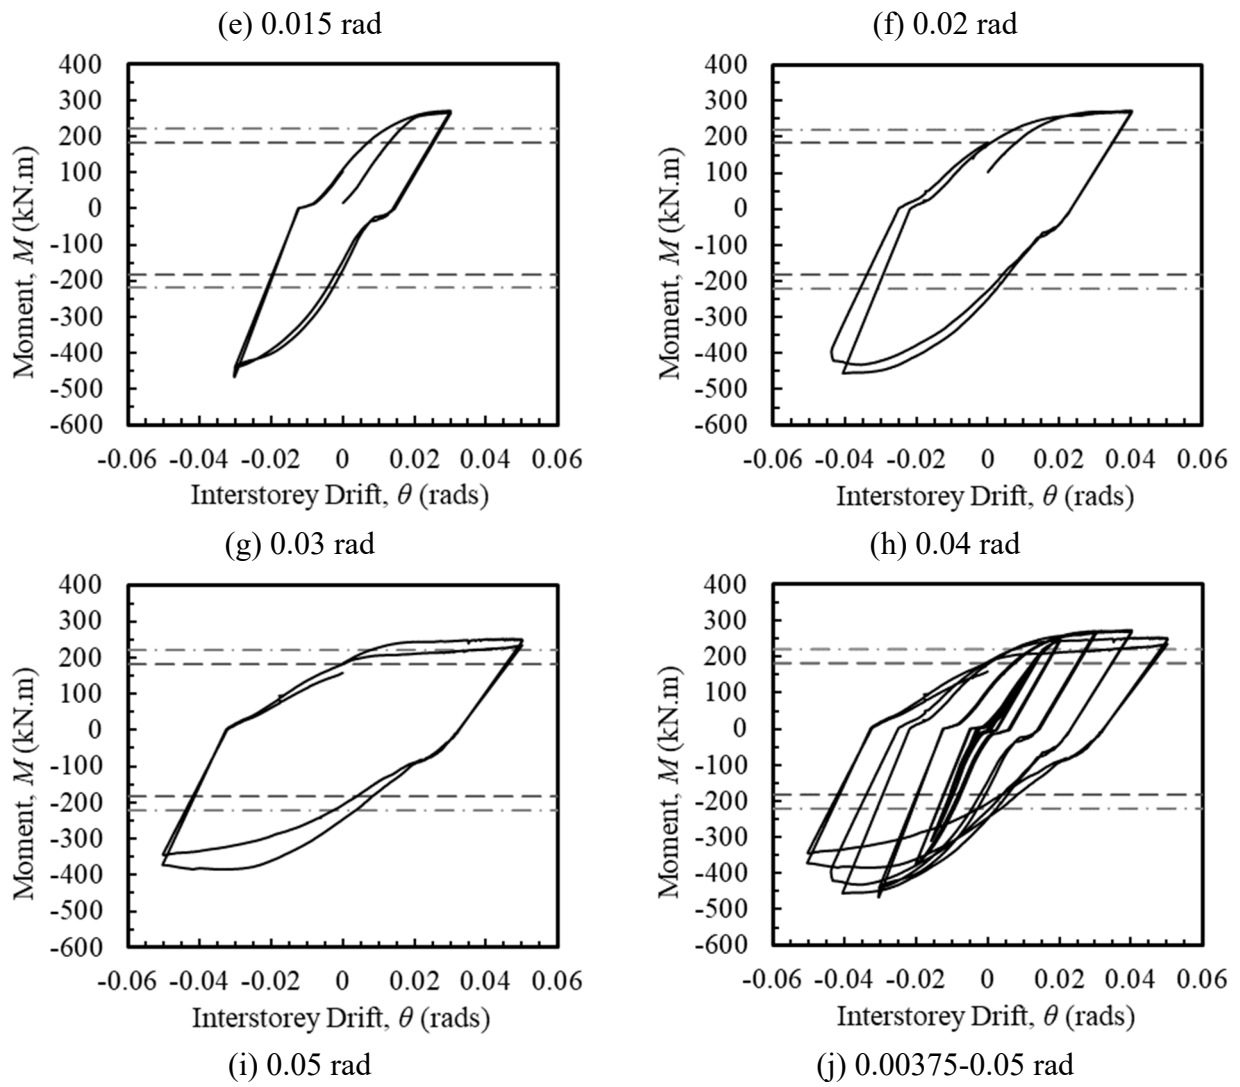 (e) 0.015 rad
(f) 0.02 rad
400
300
200
100
0
-100
-200
-300
-400
-500
-600
Moment, M (kN.m)
-0.06 -0.04 -0.02 0 0.02 0.04 0.06
Interstorey Drift, θ (rads)
400
300
200
100
0
-100
-200
-300
-400
-500
-600
Moment, M (kN.m)
-0.06 -0.04 -0.02 0 0.02 0.04 0.06
Interstorey Drift, θ (rads)
(g) 0.03 rad
(h) 0.04 rad
400
300
200
100
0
-100
-200
-300
-400
-500
-600
Moment, M (kN.m)
-0.06 -0.04 -0.02 0 0.02 0.04 0.06
Interstorey Drift, θ (rads)
400
300
200
100
0
-100
-200
-300
-400
-500
-600
Moment, M (kN.m)
-0.06 -0.04 -0.02 0 0.02 0.04 0.06
Interstorey Drift, θ (rads)
(i) 0.05 rad
(j) 0.00375-0.05 rad